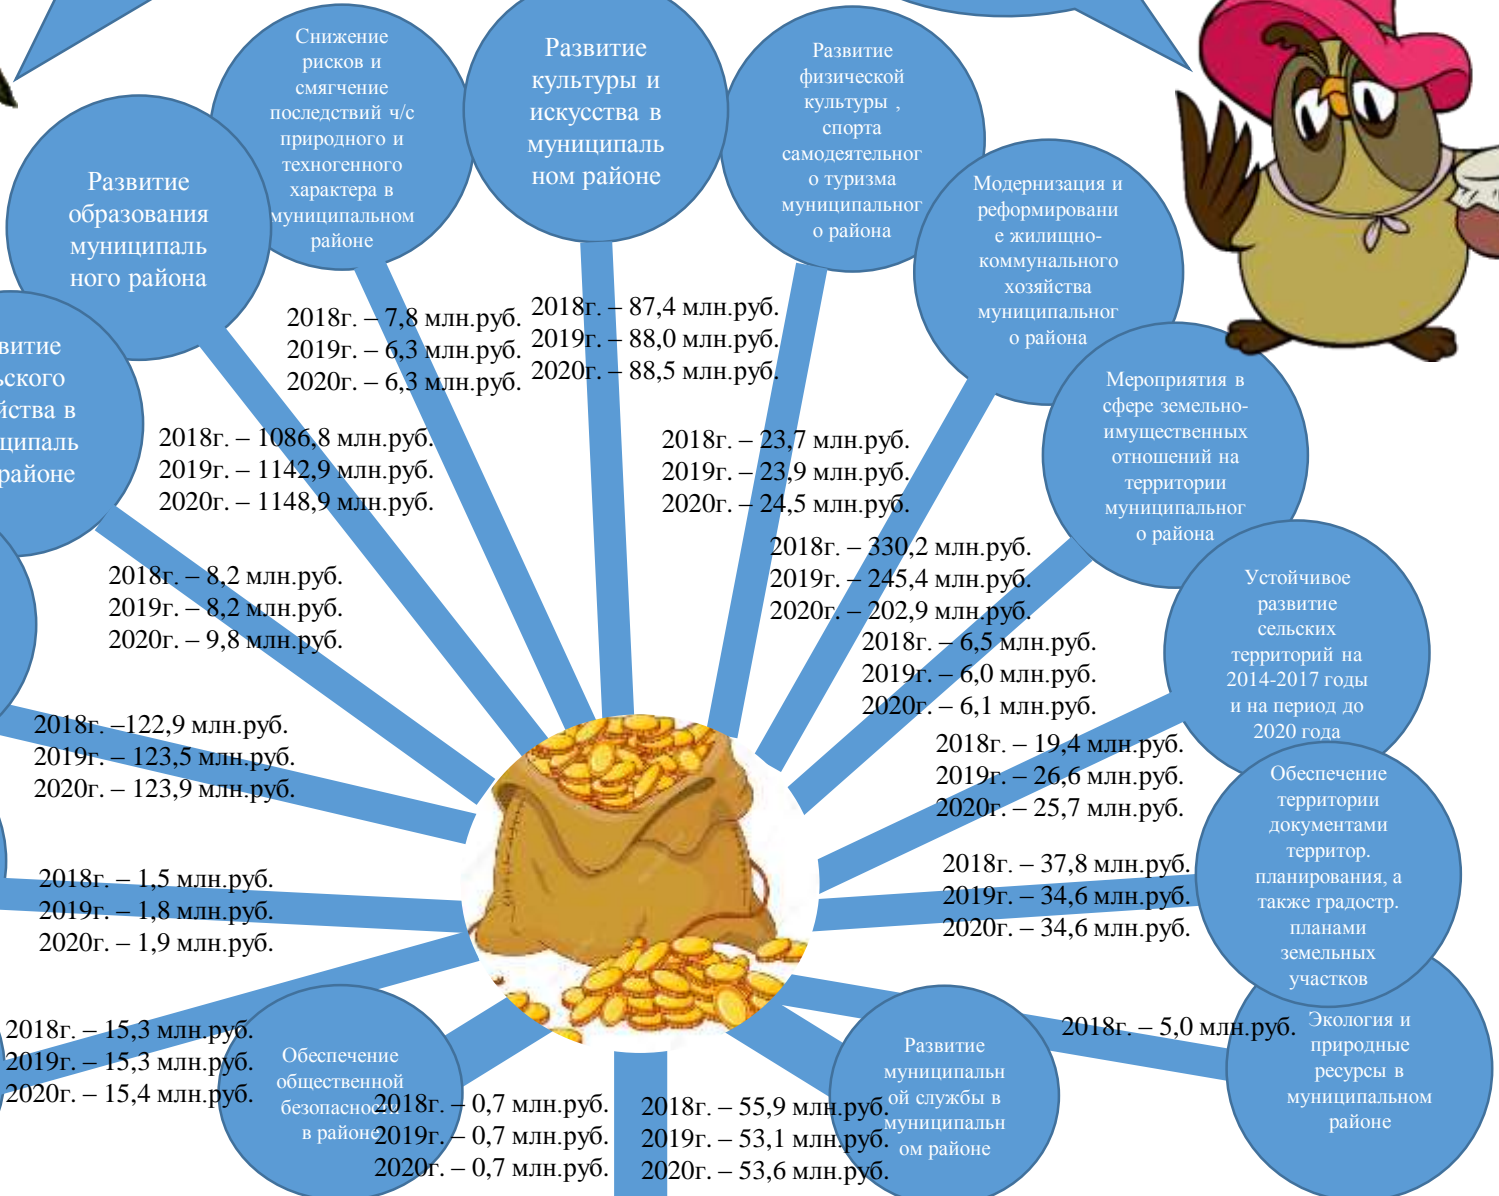 Снижение
рисков и
смягчение
последствий ч/с
природного и
техногенного
характера в
муниципальном
районе
Развитие
культуры и
искусства в
муниципаль
ном районе
Развитие
физической
культуры ,
спорта
самодеятельног
о туризма
муниципальног
о района
Развитие
образования
муниципаль
ного района
Модернизация и
реформировани
е жилищно-
коммунального
хозяйства
муниципальног
о района
витие
ьского
йства в
ципаль
районе
Мероприятия в
сфере земельно-
имущественных
отношений на
территории
муниципальног
о района
Устойчивое
развитие
сельских
территорий на
2014-2017 годы
и на период до
2020 года
Обеспечение
территории
документами
территор.
планирования, а
также градостр.
планами
земельных
участков
Экология и
природные
ресурсы в
муниципальном
районе
Развитие
муниципальн
ой службы в
муниципальн
ом районе
Обеспечение
общественной
безопасности
в районе
2018г. – 7,8 млн.руб.
2019г. – 6,3 млн.руб.
2020г. – 6,3 млн.руб.
2018г. – 87,4 млн.руб.
2019г. – 88,0 млн.руб.
2020г. – 88,5 млн.руб.
2018г. – 1086,8 млн.руб.
2019г. – 1142,9 млн.руб.
2020г. – 1148,9 млн.руб.
2018г. – 23,7 млн.руб.
2019г. – 23,9 млн.руб.
2020г. – 24,5 млн.руб.
2018г. – 330,2 млн.руб.
2019г. – 245,4 млн.руб.
2020г. – 202,9 млн.руб.
2018г. – 8,2 млн.руб.
2019г. – 8,2 млн.руб.
2020г. – 9,8 млн.руб.
2018г. – 6,5 млн.руб.
2019г. – 6,0 млн.руб.
2020г. – 6,1 млн.руб.
2018г. –122,9 млн.руб.
2019г. – 123,5 млн.руб.
2020г. – 123,9 млн.руб.
2018г. – 19,4 млн.руб.
2019г. – 26,6 млн.руб.
2020г. – 25,7 млн.руб.
2018г. – 1,5 млн.руб.
2019г. – 1,8 млн.руб.
2020г. – 1,9 млн.руб.
2018г. – 37,8 млн.руб.
2019г. – 34,6 млн.руб.
2020г. – 34,6 млн.руб.
2018г. – 15,3 млн.руб.
2019г. – 15,3 млн.руб.
2020г. – 15,4 млн.руб.
2018г. – 5,0 млн.руб.
2018г. – 0,7 млн.руб.
2019г. – 0,7 млн.руб.
2020г. – 0,7 млн.руб.
2018г. – 55,9 млн.руб.
2019г. – 53,1 млн.руб.
2020г. – 53,6 млн.руб.